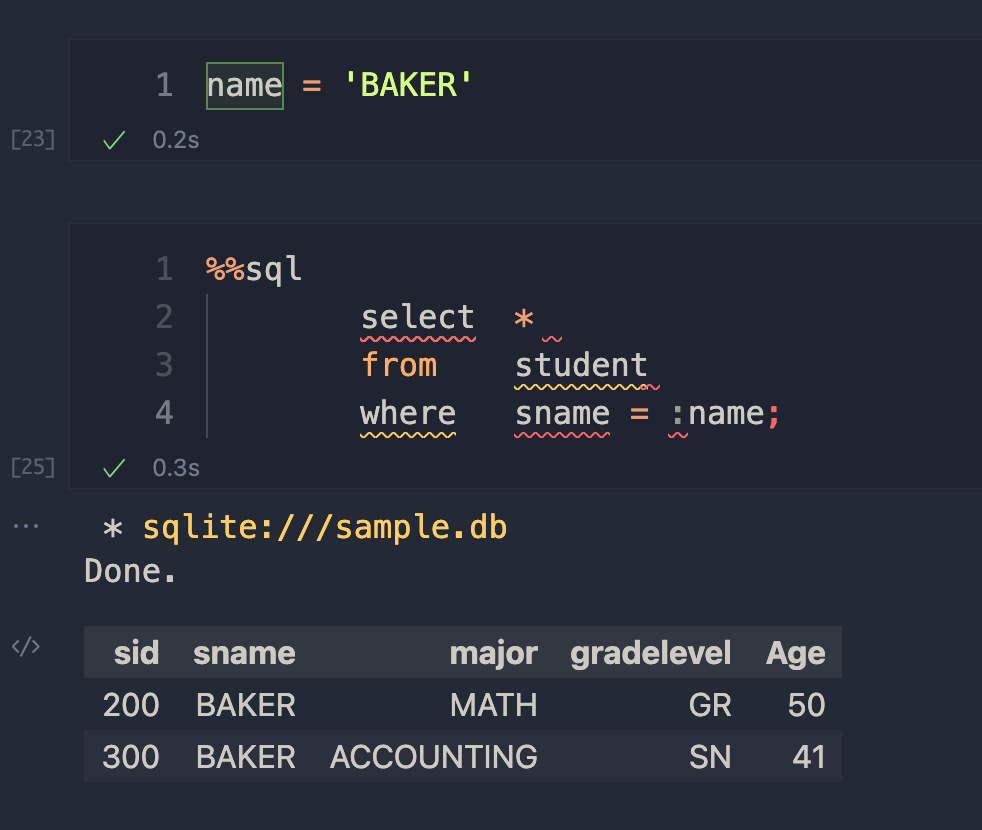 1 name = 'BAKER'
[23] ✓ 0.2s
1 %%sql
2 select *
3 from student
4 where sname = :name;
[25] ✓ 0.3s
... * sqlite:///sample.db
Done.
</> sid sname major gradelevel Age
200 BAKER MATH GR 50
300 BAKER ACCOUNTING SN 41